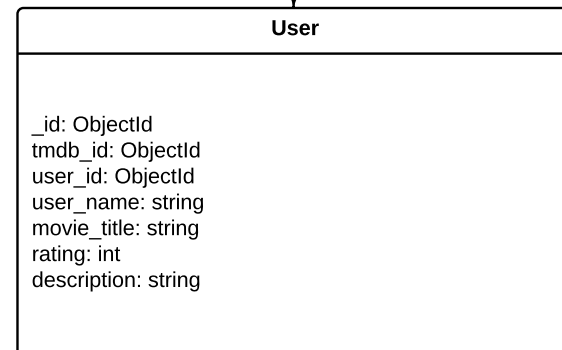 User
_id: ObjectId
tmdb_id: ObjectId
user_id: ObjectId
user_name: string
movie_title: string
rating: int
description: string